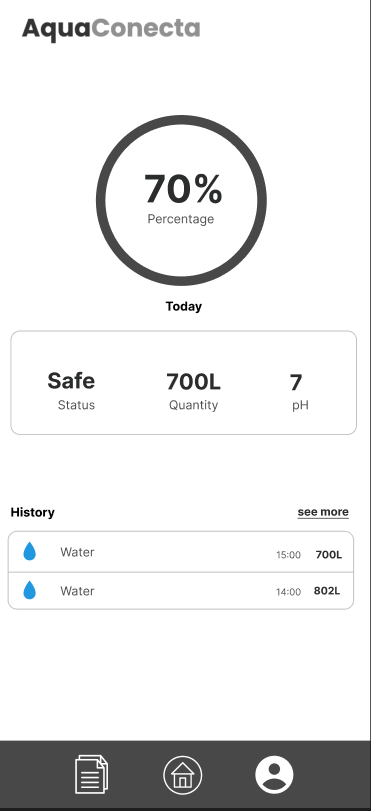 AquaConecta
70%
Percentage
Today
Safe 700L 7
Status Quantity pH
History see more
Water 15:00 700L
Water 14:00 802L